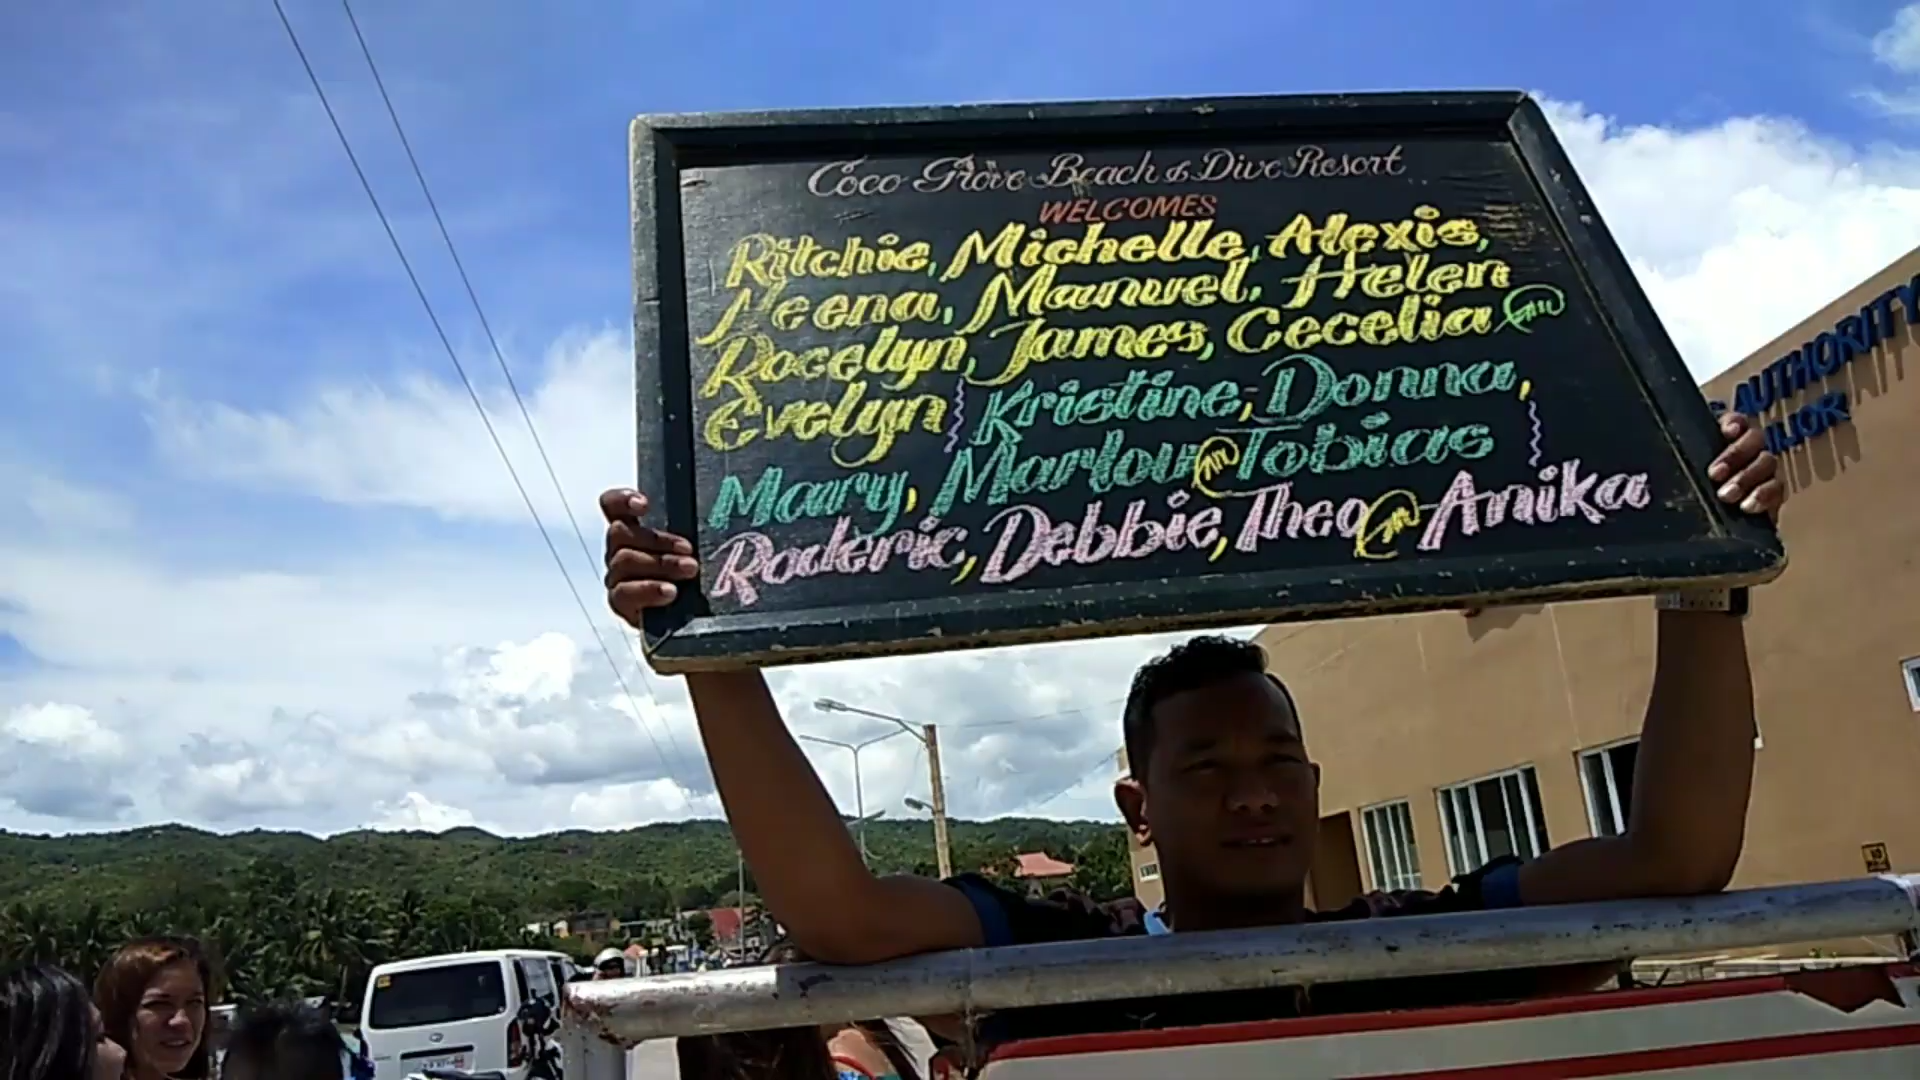 Coco Grove Beach & Dive Resort
WELCOMES
Ritchie, Michelle, Alexis,
Neena, Manuel, Helen
Rocelyn, James, Cecelia
Evelyn Kristine, Donna,
Mary, Marlou Tobias
Roderic, Debbie, Theo Anika
AUTHORITY